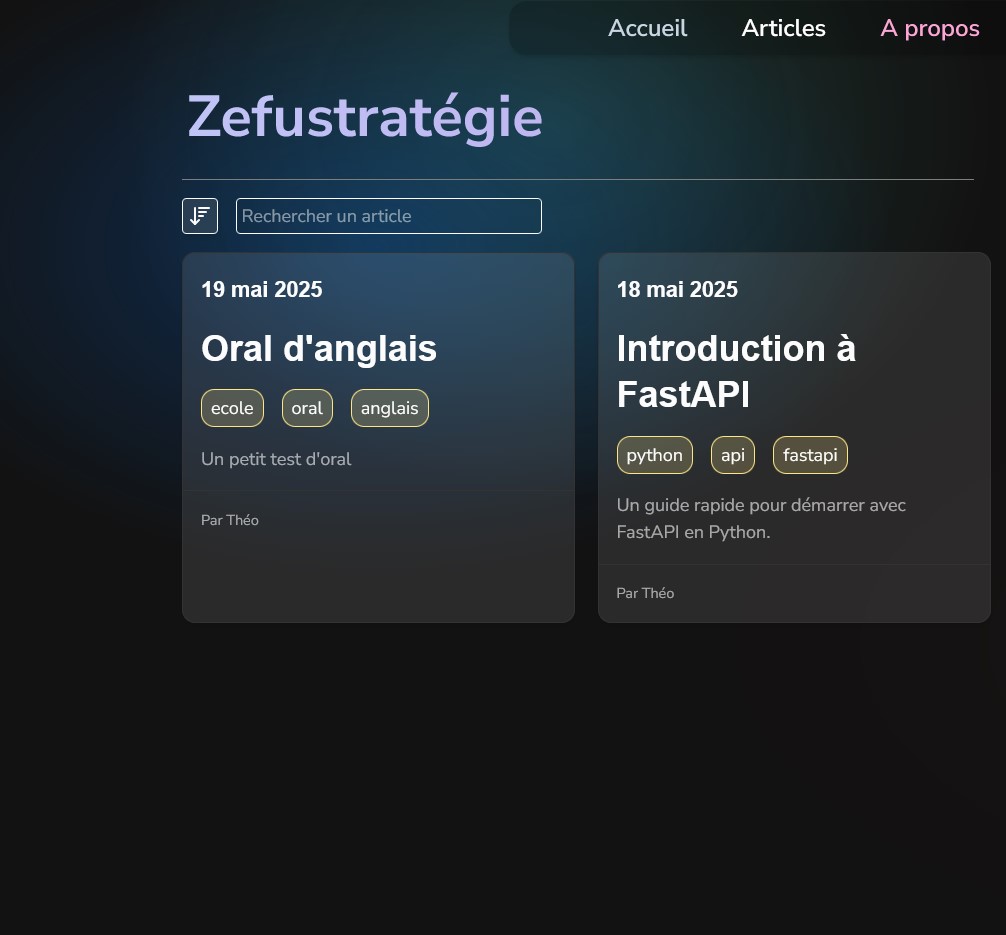 Accueil Articles A propos
Zefustratégie
Rechercher un article
19 mai 2025
Oral d'anglais
ecole oral anglais
Un petit test d'oral
Par Théo
18 mai 2025
Introduction à
FastAPI
python api fastapi
Un guide rapide pour démarrer avec
FastAPI en Python.
Par Théo